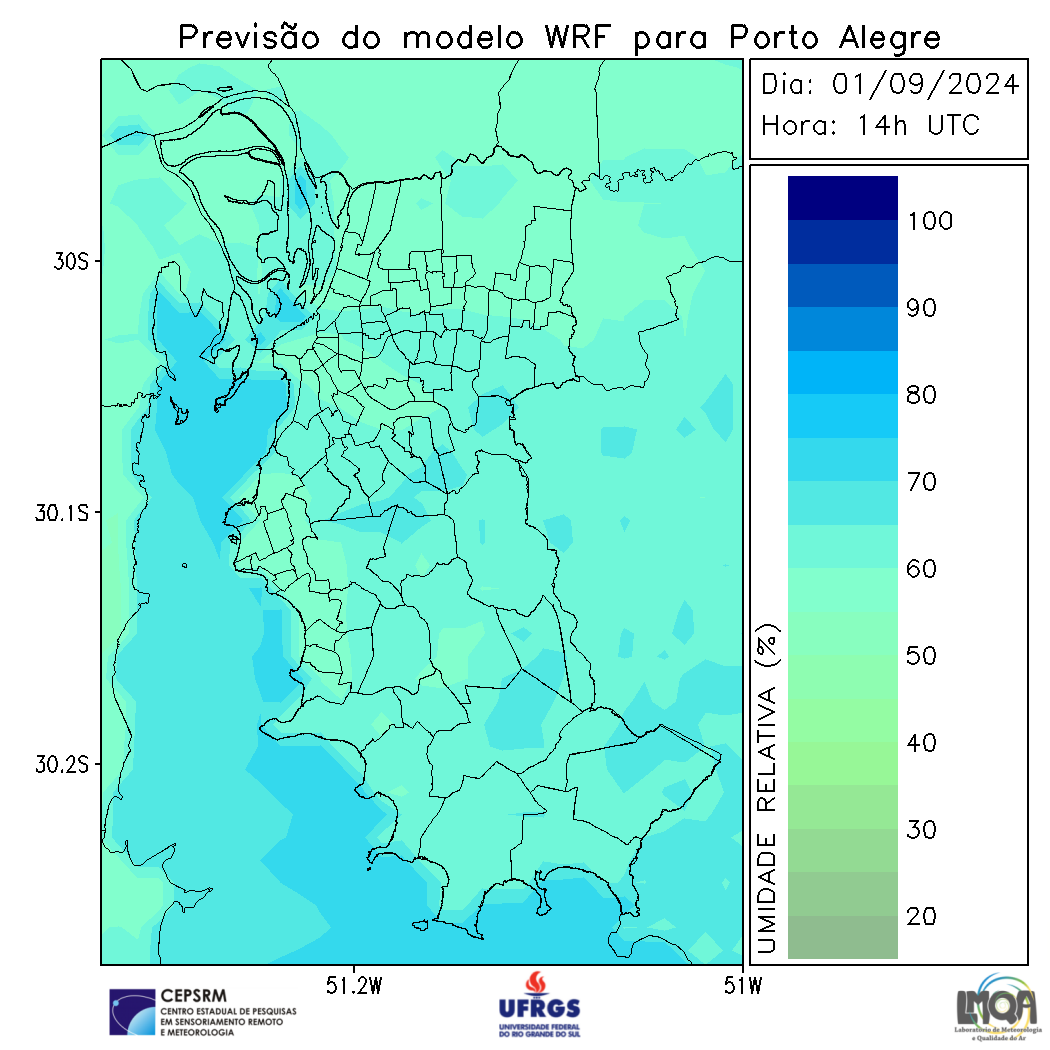 Previsão do modelo WRF para Porto Alegre
Dia: 01/09/2024
Hora: 14h UTC
100
90
80
70
60
50
40
30
20
UMIDADE RELATIVA (%)
30S
30.1S
30.2S
51.2W
51W
CEPSRM
CENTRO ESTADUAL DE PESQUISAS
EM SENSORIAMENTO REMOTO
E METEOROLOGIA
UFRGS
UNIVERSIDADE FEDERAL
DO RIO GRANDE DO SUL
LMQA
Laboratório de Meteorologia
e Qualidade do Ar